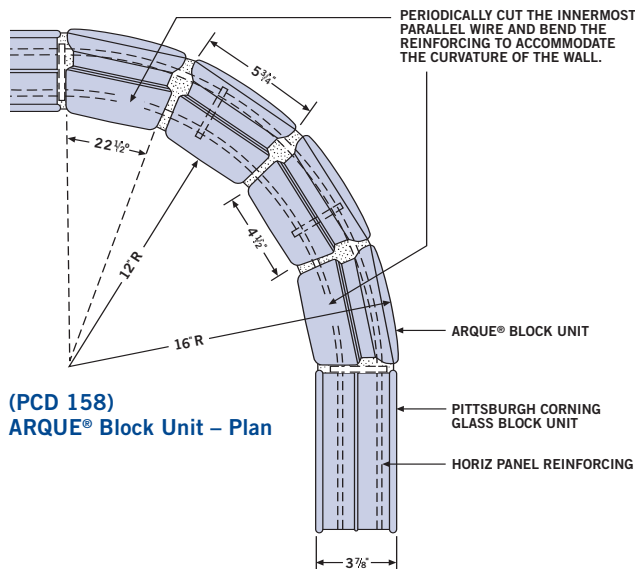 PERIODICALLY CUT THE INNERMOST
PARALLEL WIRE AND BEND THE
REINFORCING TO ACCOMMODATE
THE CURVATURE OF THE WALL.
5¾"
22½°
4½"
12"R
16"R
ARQUE® BLOCK UNIT
(PCD 158)
ARQUE® Block Unit – Plan
PITTSBURGH CORNING
GLASS BLOCK UNIT
HORIZ PANEL REINFORCING
3⅞"